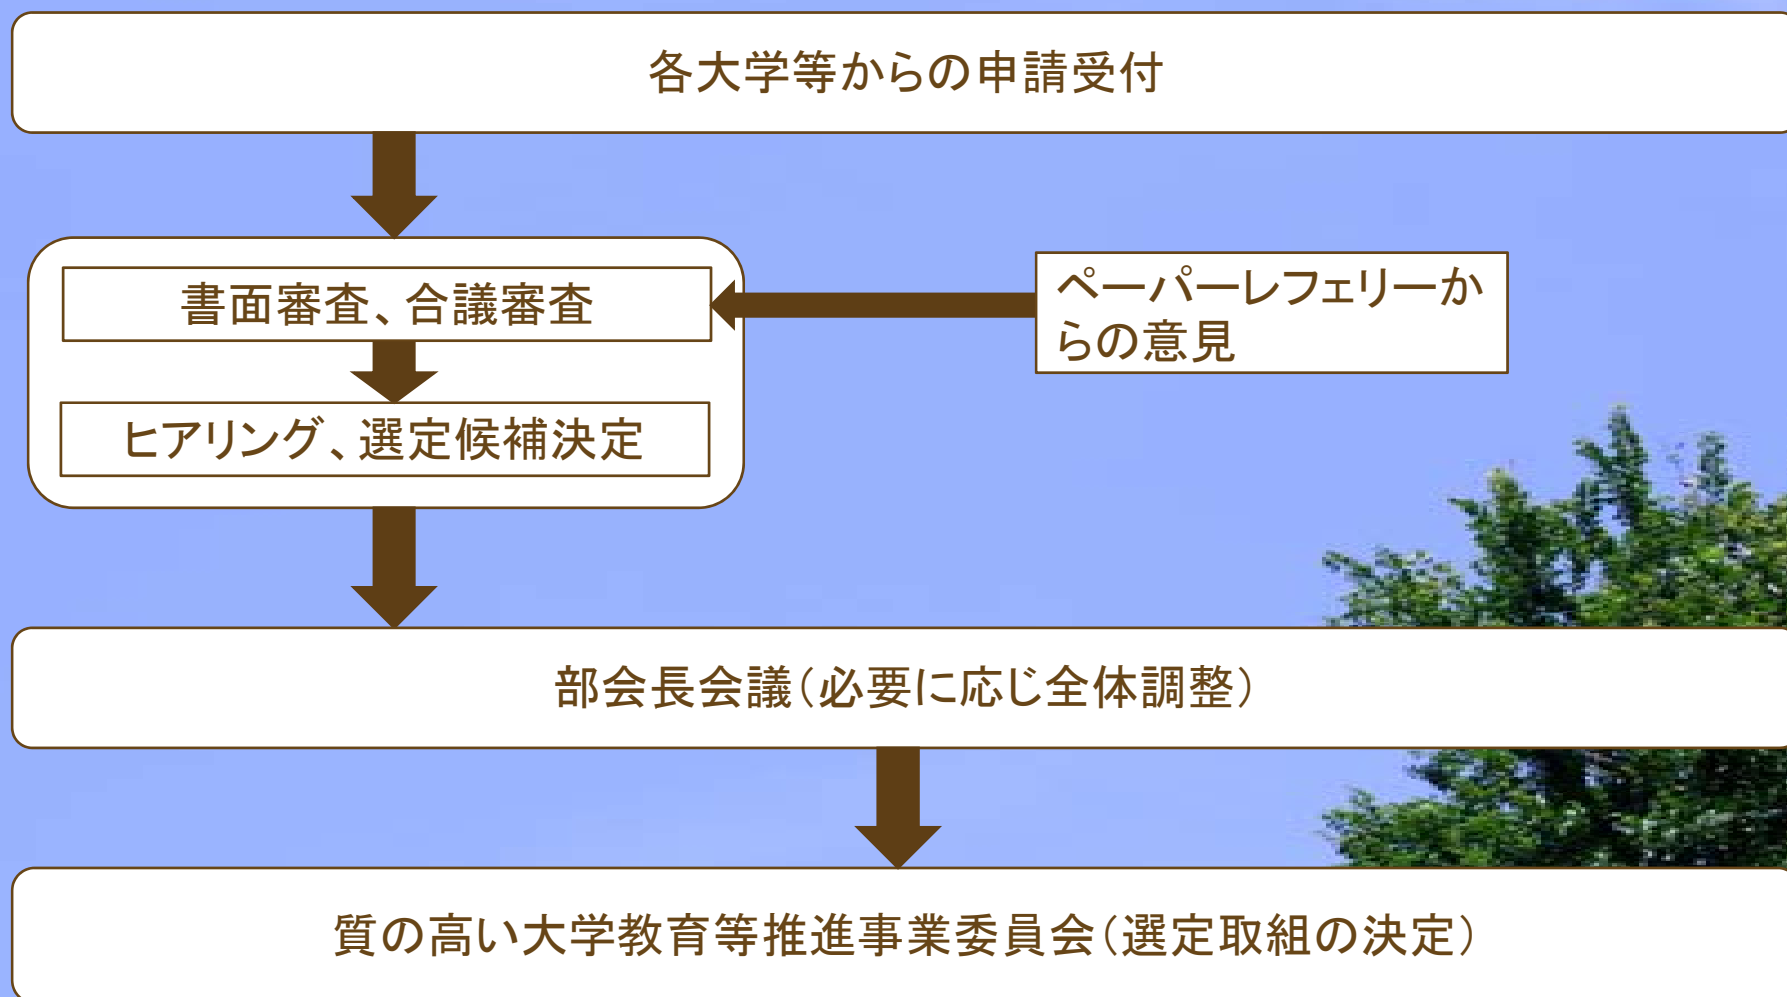 各大学等からの申請受付
書面審査、合議審査
ペーパーレフェリーか
らの意見
ヒアリング、選定候補決定
部会長会議（必要に応じ全体調整）
質の高い大学教育等推進事業委員会（選定取組の決定）